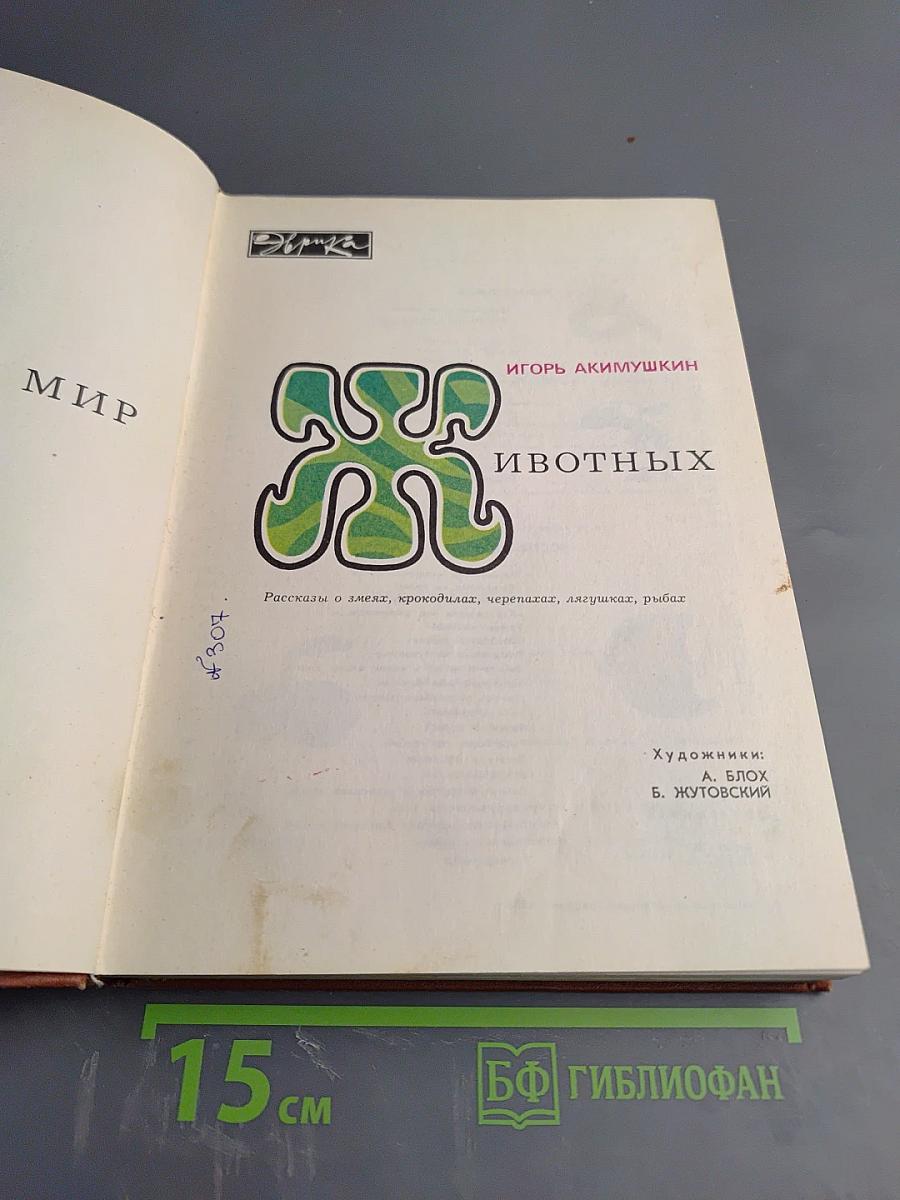 МИР
Эврика
ИГОРЬ АКИМУШКИН
ЖИВОТНЫХ
Рассказы о змеях, крокодилах, черепахах, лягушках, рыбах
№307.
Художники:
А. БЛОХ
Б. ЖУТОВСКИЙ
15 см
БФ ГИБЛИОФАН